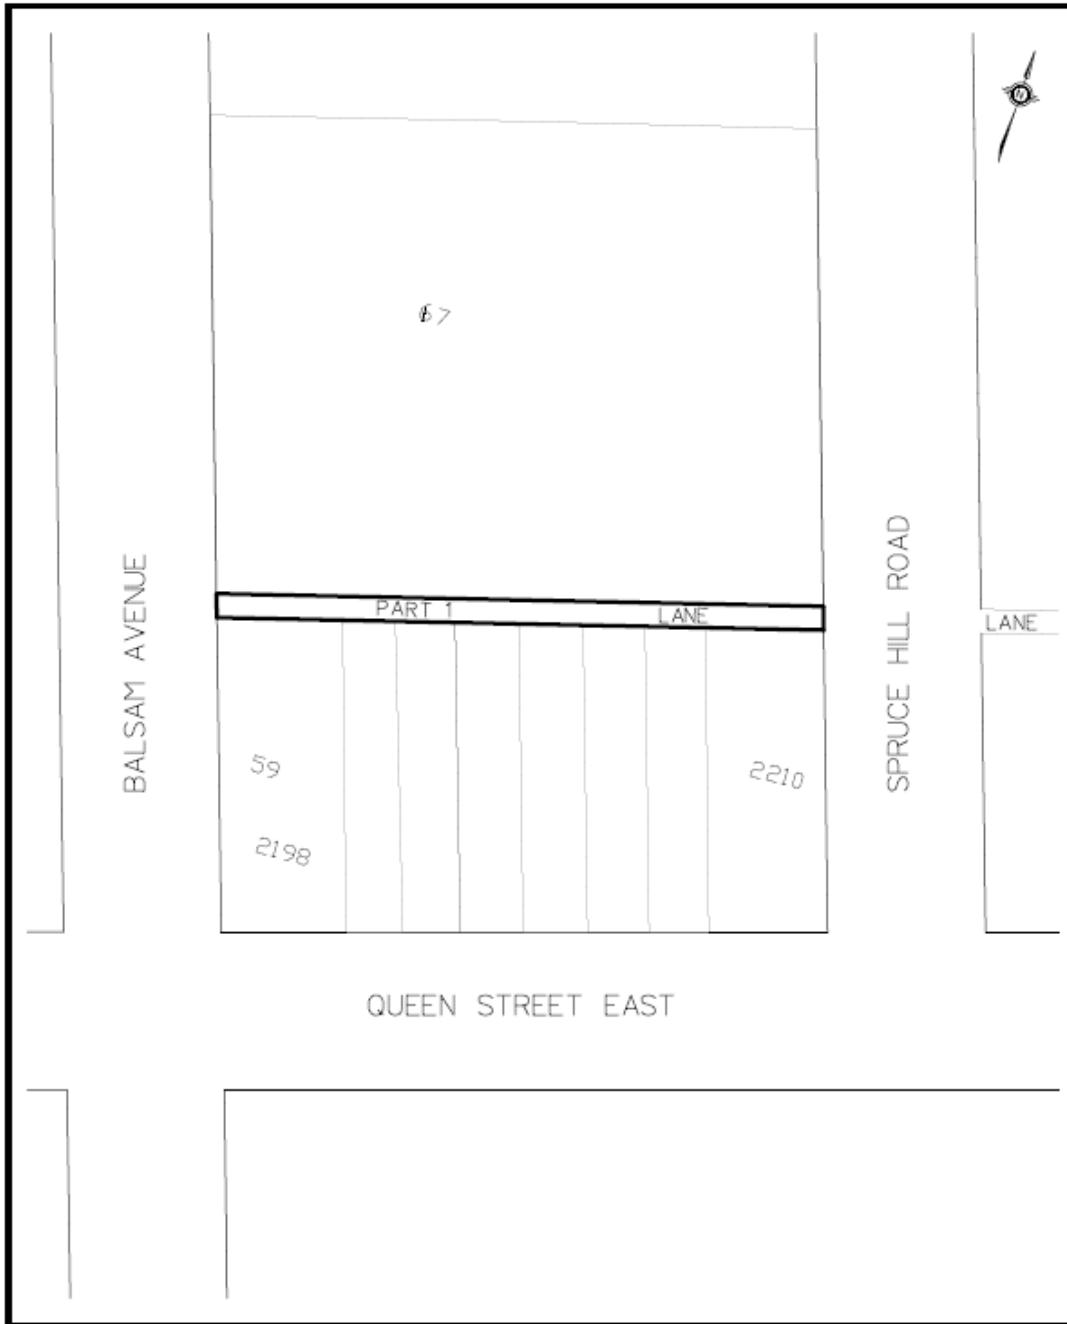 N
67
BALSAM AVENUE
PART 1
LANE
SPRUCE HILL ROAD
LANE
59
2198
2210
QUEEN STREET EAST